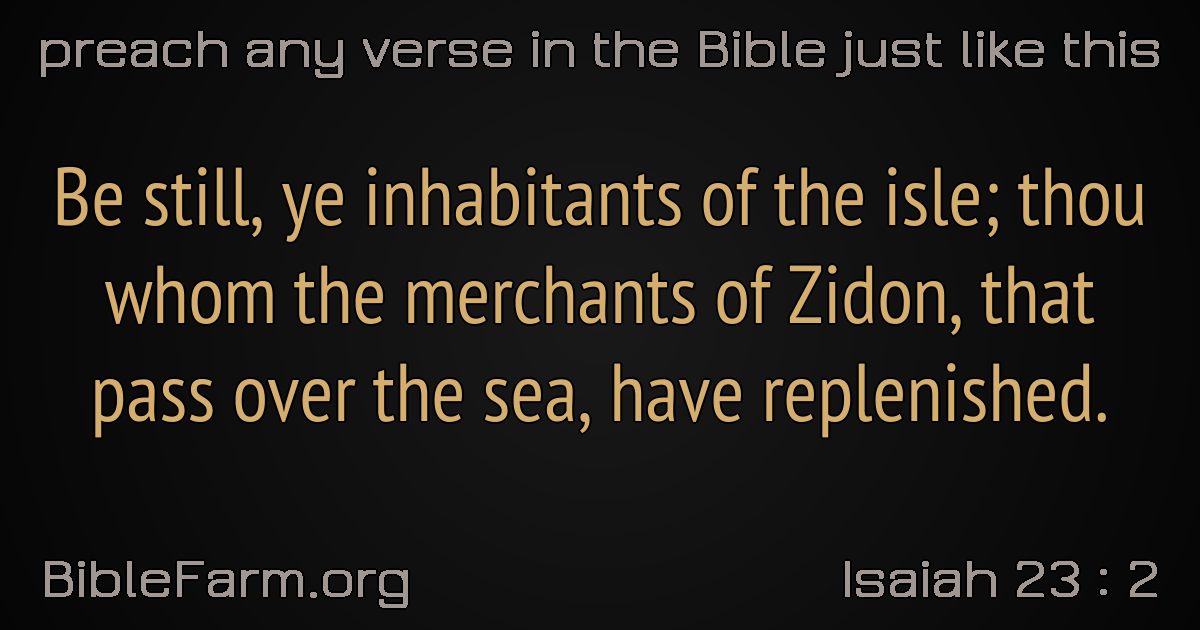 preach any verse in the Bible just like this
Be still, ye inhabitants of the isle; thou
whom the merchants of Zidon, that
pass over the sea, have replenished.
BibleFarm.org
Isaiah 23 : 2